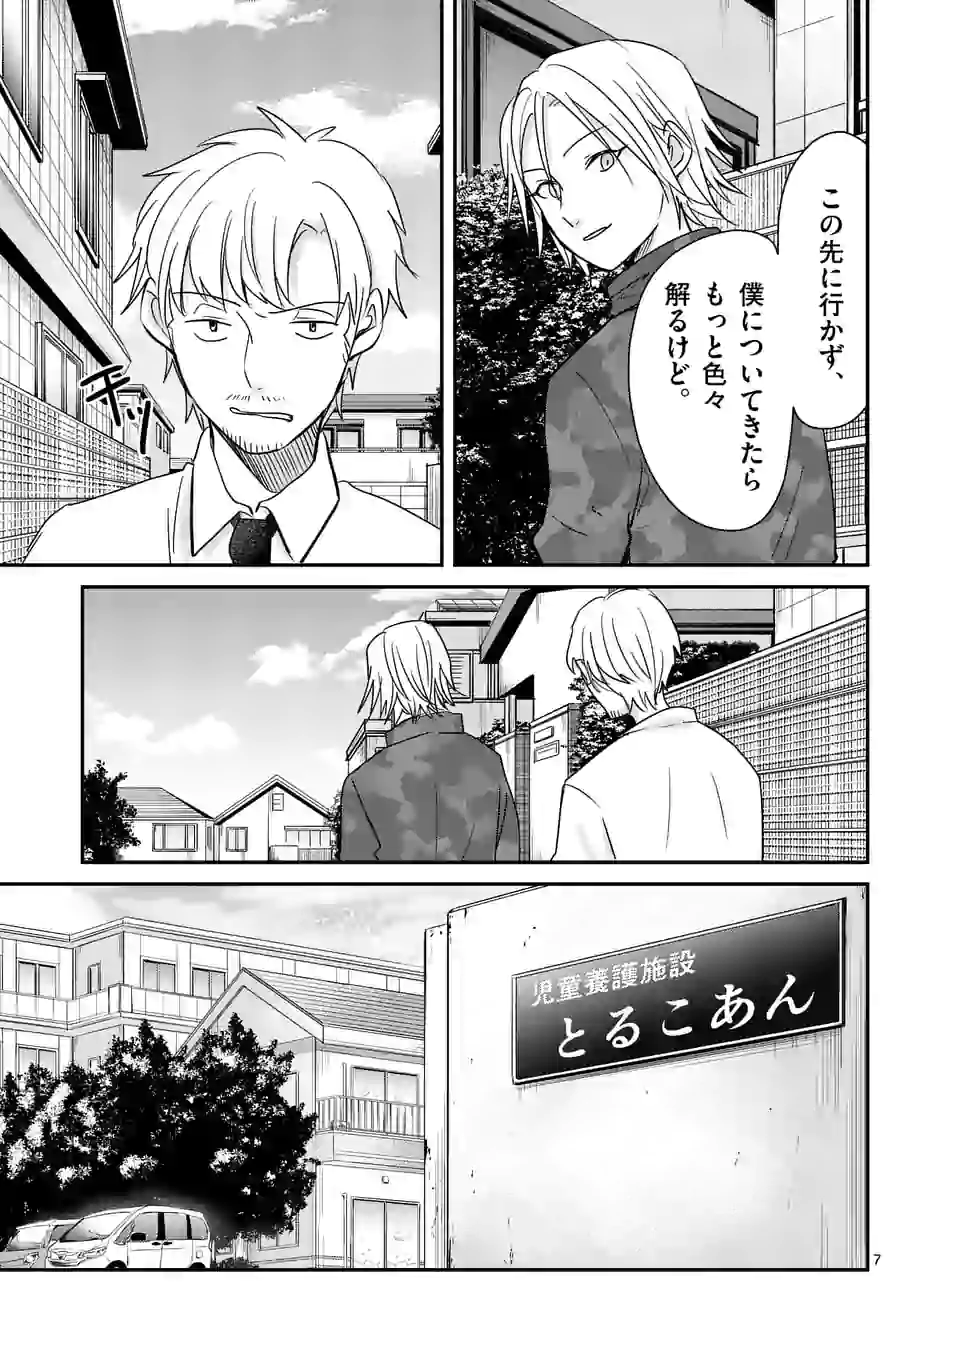 この先に行かず、
僕についてきたら
もっと色々
解るけど。
チッ
児童養護施設
とるこあん
7